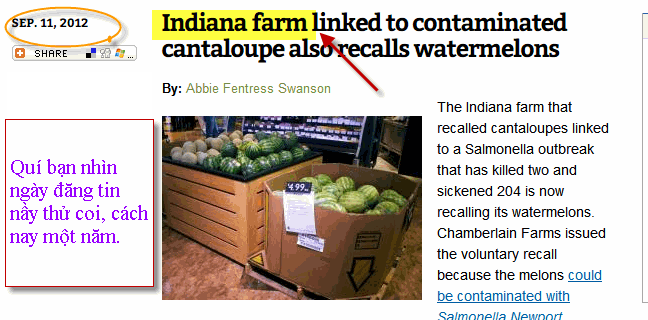 SEP. 11, 2012
SHARE
Indiana farm linked to contaminated
cantaloupe also recalls watermelons
By: Abbie Fentress Swanson
Quí bạn nhìn
ngày đăng tin
nầy thử coi, cách
nay một năm.
$4.99
The Indiana farm that
recalled cantaloupes linked
to a Salmonella outbreak
that has killed two and
sickened 204 is now
recalling its watermelons.
Chamberlain Farms issued
the voluntary recall
because the melons could
be contaminated with
Salmonella Newport